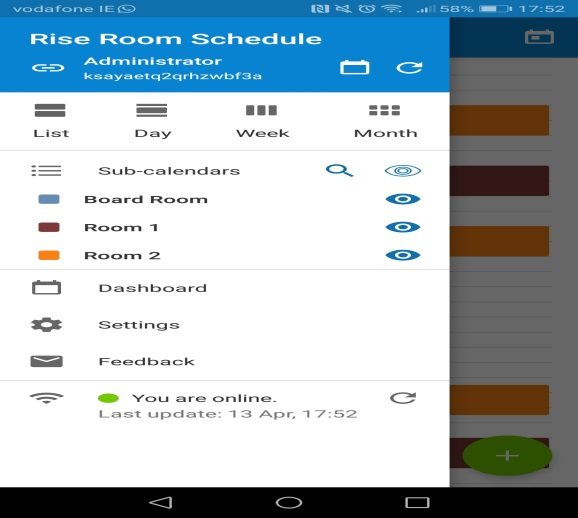 vodafone IE 58% 17:52
Rise Room Schedule
Administrator
ksayaetq2qrhzwbf3a
List Day Week Month
Sub-calendars
Board Room
Room 1
Room 2
Dashboard
Settings
Feedback
You are online.
Last update: 13 Apr, 17:52